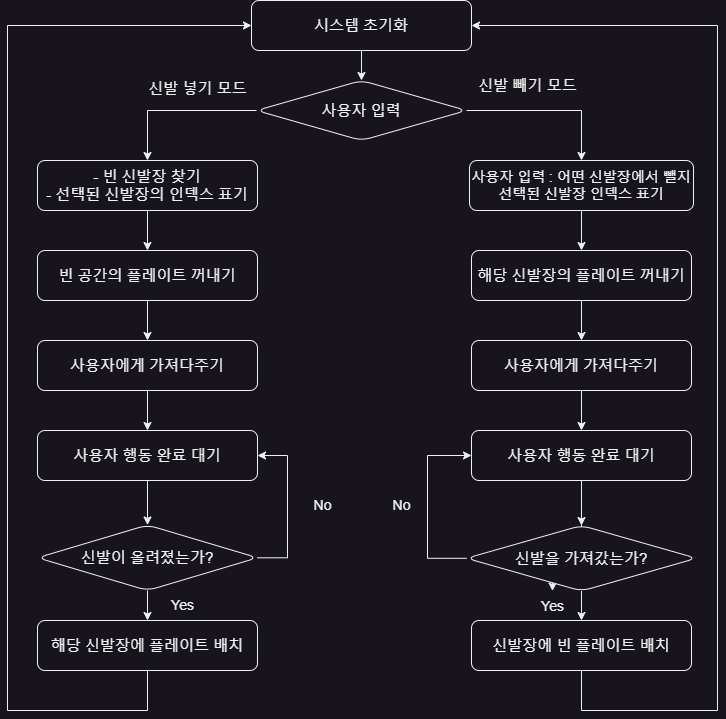 시스템 초기화
신발 넣기 모드
사용자 입력
신발 빼기 모드
- 빈 신발장 찾기
- 선택된 신발장의 인덱스 표기
사용자 입력 : 어떤 신발장에서 뺄지
선택된 신발장 인덱스 표기
빈 공간의 플레이트 꺼내기
해당 신발장의 플레이트 꺼내기
사용자에게 가져다주기
사용자에게 가져다주기
사용자 행동 완료 대기
사용자 행동 완료 대기
No
No
신발이 올려졌는가?
신발을 가져갔는가?
Yes
Yes
해당 신발장에 플레이트 배치
신발장에 빈 플레이트 배치